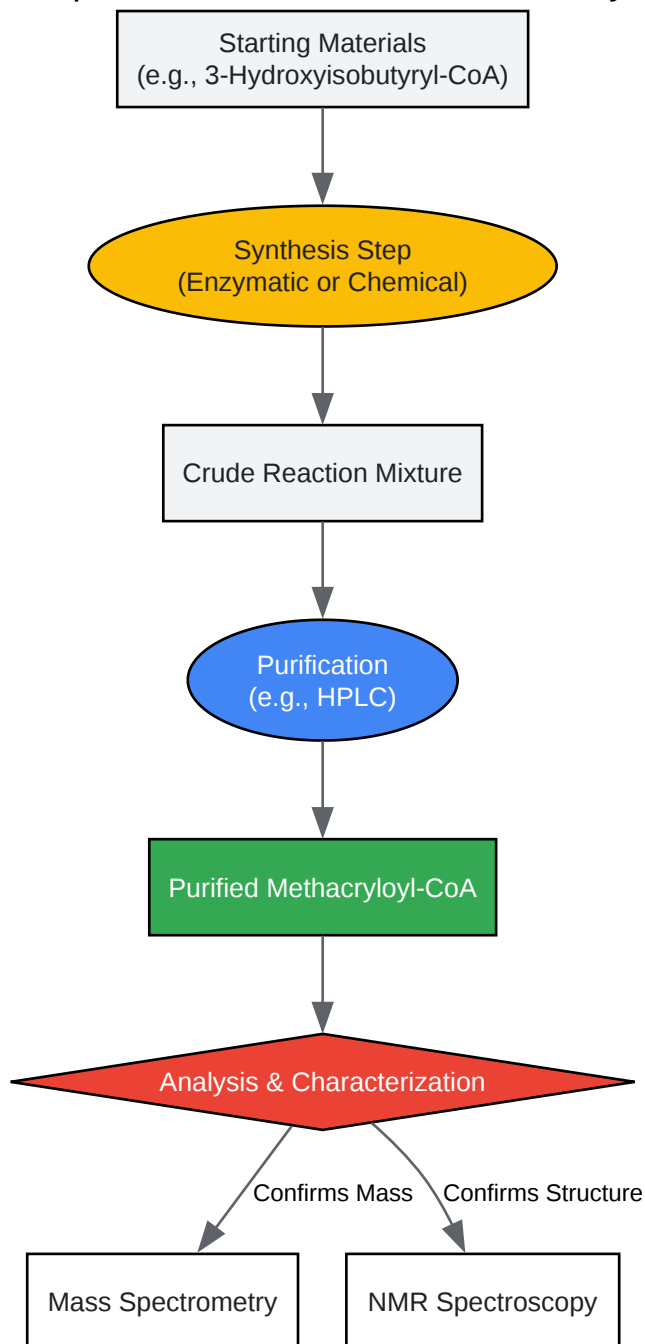 Starting Materials
(e.g., 3-Hydroxyisobutyryl-CoA)
Synthesis Step
(Enzymatic or Chemical)
Crude Reaction Mixture
Purification
(e.g., HPLC)
Purified Methacryloyl-CoA
Analysis & Characterization
Confirms Mass
Confirms Structure
Mass Spectrometry
NMR Spectroscopy